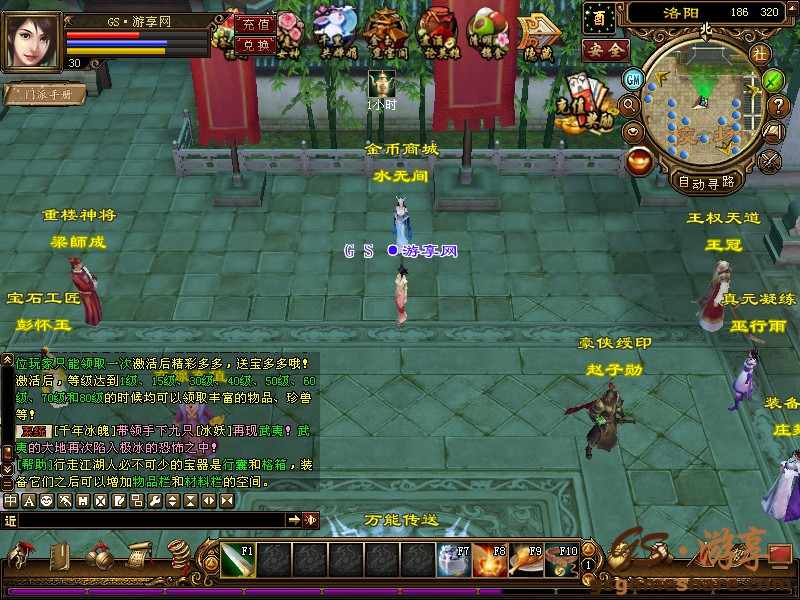 GS·游享网
30
门派手册
充值
兑换
1小时
隐藏
酉
洛阳
186 320
北
安全
社
GM
自动寻路
金币商城
水无间
GS●游享网
重楼神将
梁師成
宝石工匠
彭怀玉
王权天道
王冠
真元凝练
巫行雨
豪侠绶印
赵子勋
装备
位玩家只能领取一次激活后精彩多多，送宝多多哦！
激活后，等级达到1级、15级、30级、40级、50级、60
级、70级和80级的时候均可以领取丰富的物品、珍兽
等！
系统[千年冰魄]带领手下九只[冰妖]再现武夷！武
夷的大地再次陷入极冰的恐怖之中！
[帮助]行走江湖人必不可少的宝器是行囊和格箱，装
备它们之后可以增加物品栏和材料栏的空间。
中
近
万能传送
F1
F7
F8
F9
F10
1
GS·游享